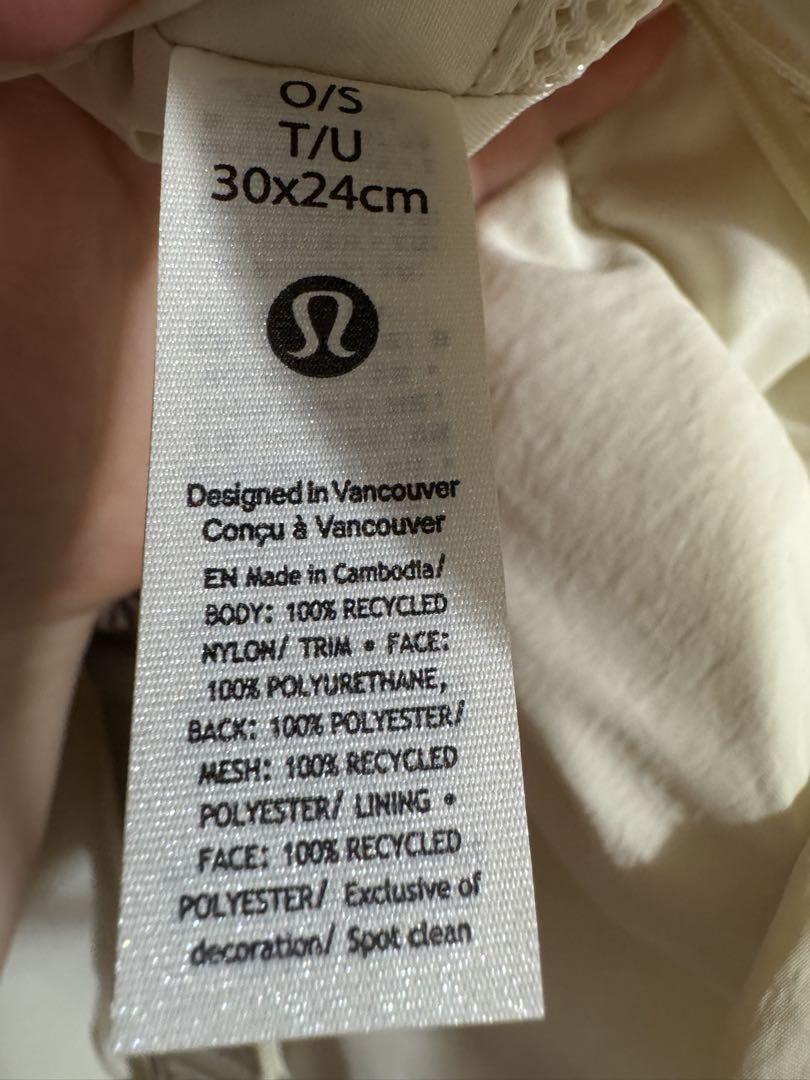 O/S
T/U
30x24cm
Designed in Vancouver
Conçu à Vancouver
EN Made in Cambodia/
BODY: 100% RECYCLED
NYLON/ TRIM • FACE:
100% POLYURETHANE,
BACK: 100% POLYESTER/
MESH: 100% RECYCLED
POLYESTER/ LINING •
FACE: 100% RECYCLED
POLYESTER/ Exclusive of
decoration/ Spot clean